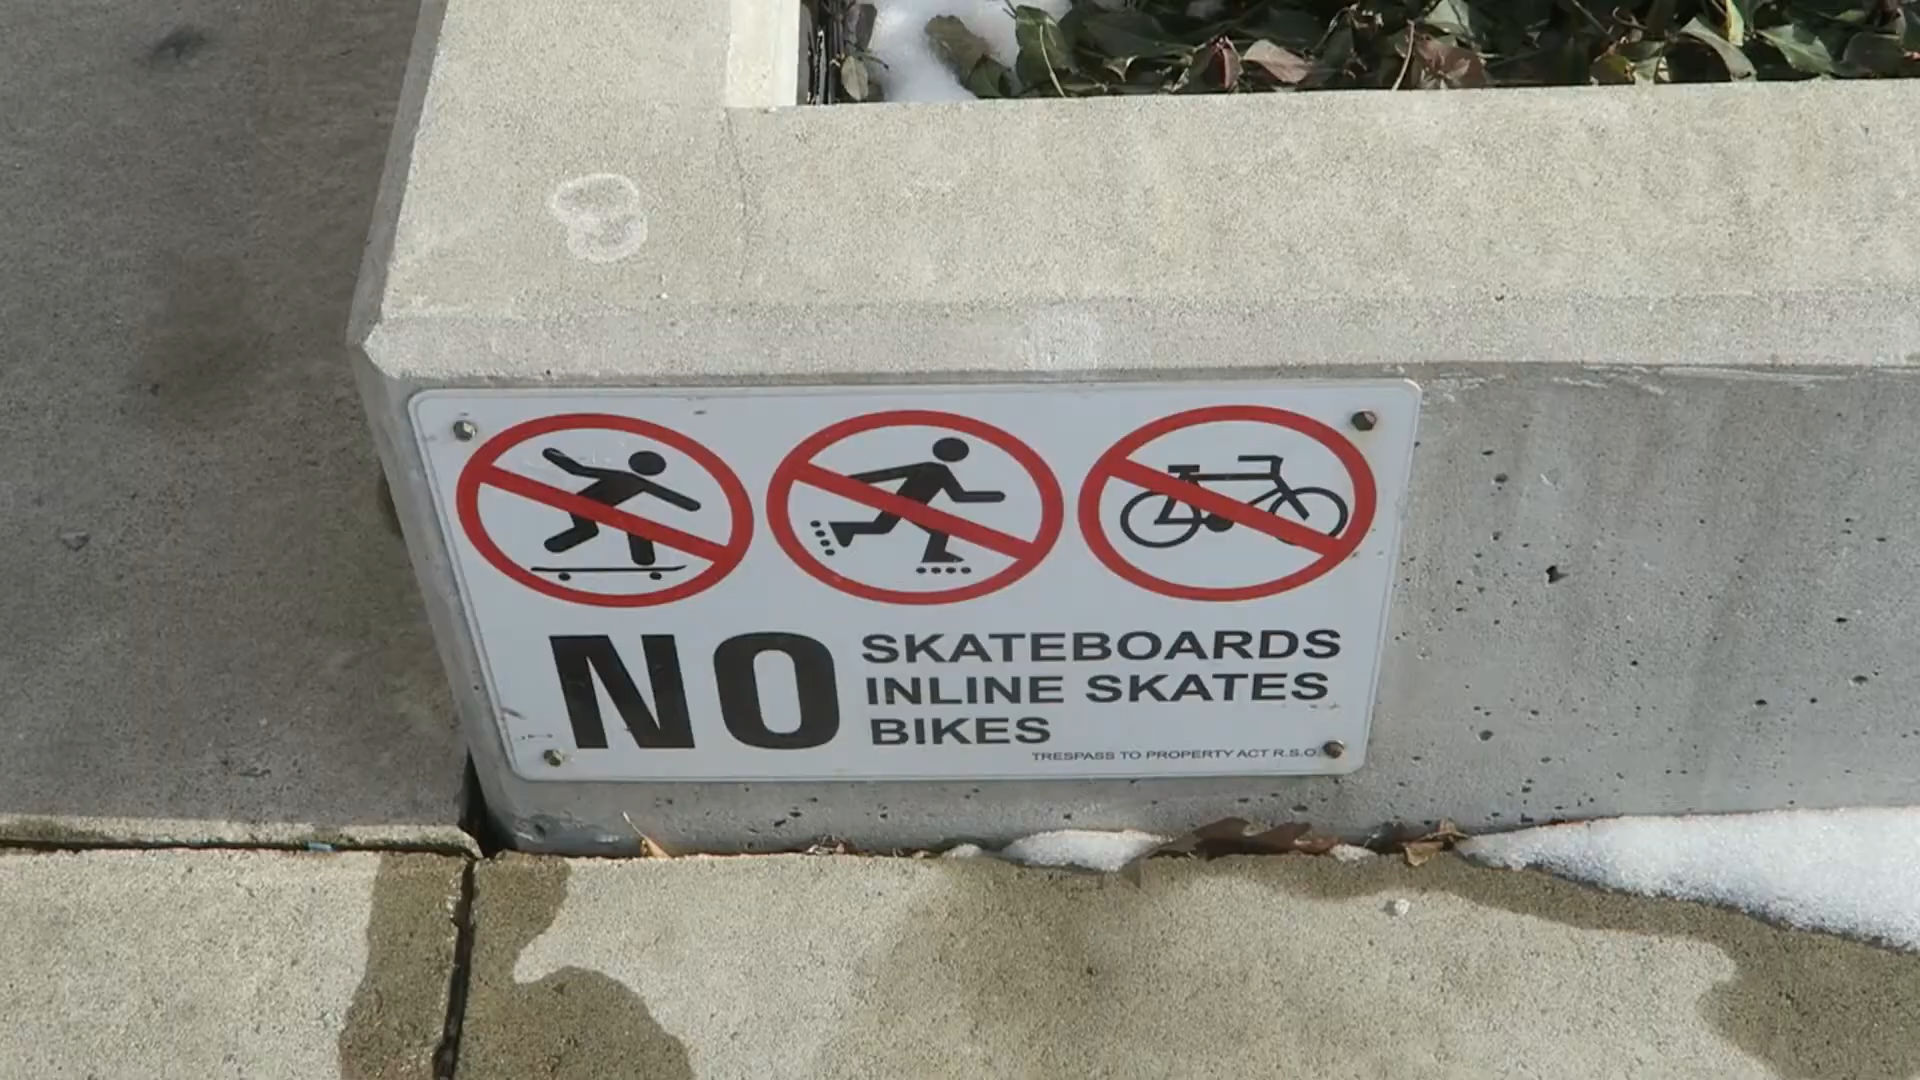 NO
SKATEBOARDS
INLINE SKATES
BIKES
TRESPASS TO PROPERTY ACT R.S.O